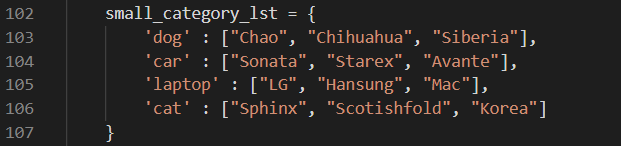 102 small_category_lst = {
103 'dog' : ["Chao", "Chihuahua", "Siberia"],
104 'car' : ["Sonata", "Starex", "Avante"],
105 'laptop' : ["LG", "Hansung", "Mac"],
106 'cat' : ["Sphinx", "Scotishfold", "Korea"]
107 }